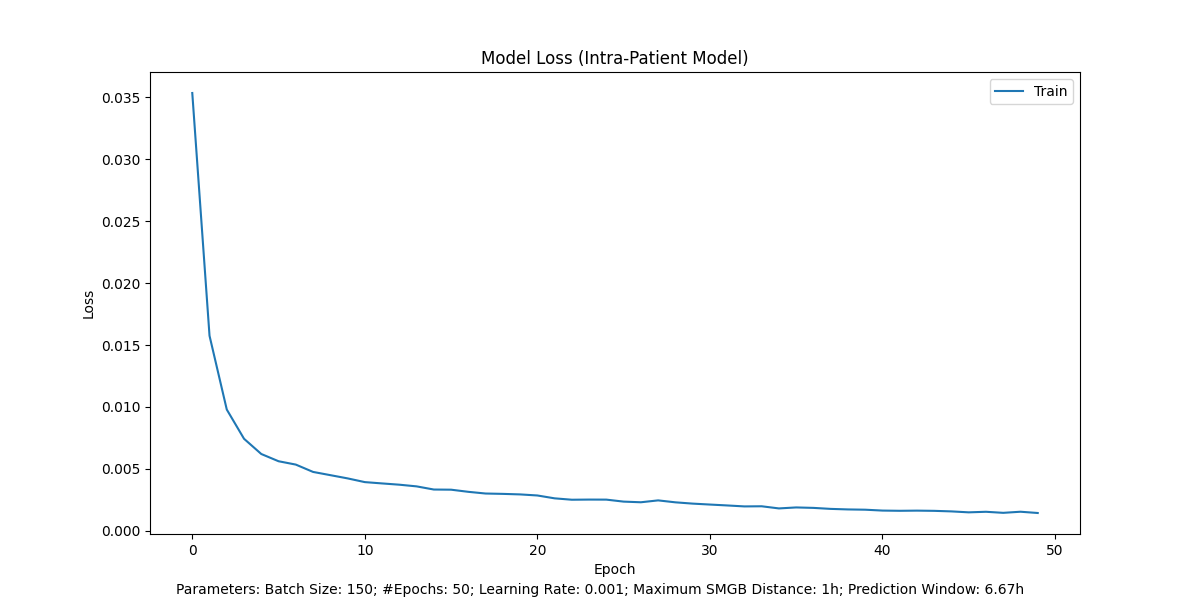 Model Loss (Intra-Patient Model)
Train
0.035
0.030
0.025
0.020
0.015
0.010
0.005
0.000
Loss
0 10 20 30 40 50
Epoch
Parameters: Batch Size: 150; #Epochs: 50; Learning Rate: 0.001; Maximum SMGB Distance: 1h; Prediction Window: 6.67h